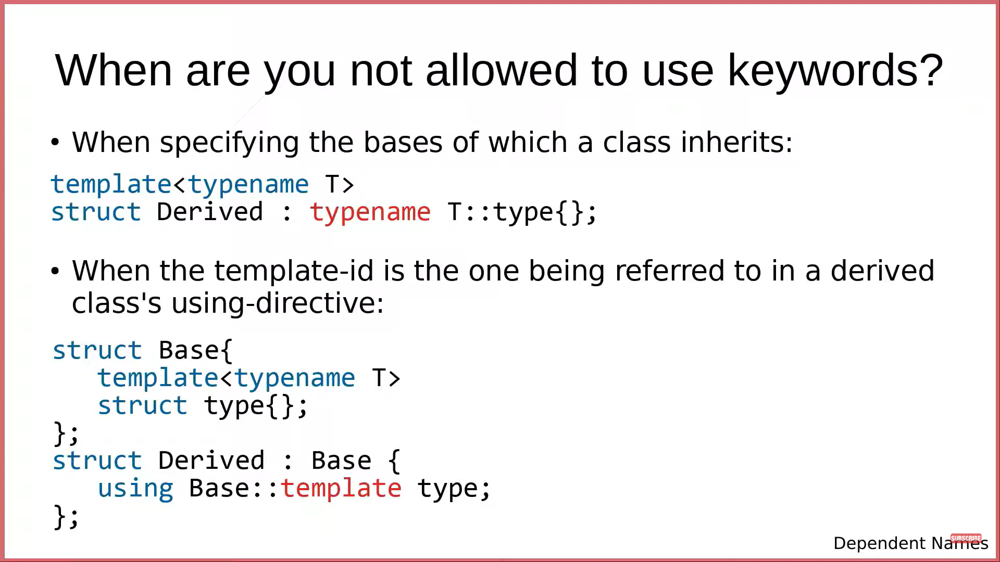 When are you not allowed to use keywords?
• When specifying the bases of which a class inherits:
template<typename T>
struct Derived : typename T::type{};
• When the template-id is the one being referred to in a derived
class's using-directive:
struct Base{
template<typename T>
struct type{};
};
struct Derived : Base {
using Base::template type;
};
SUBSCRIBE
Dependent Names